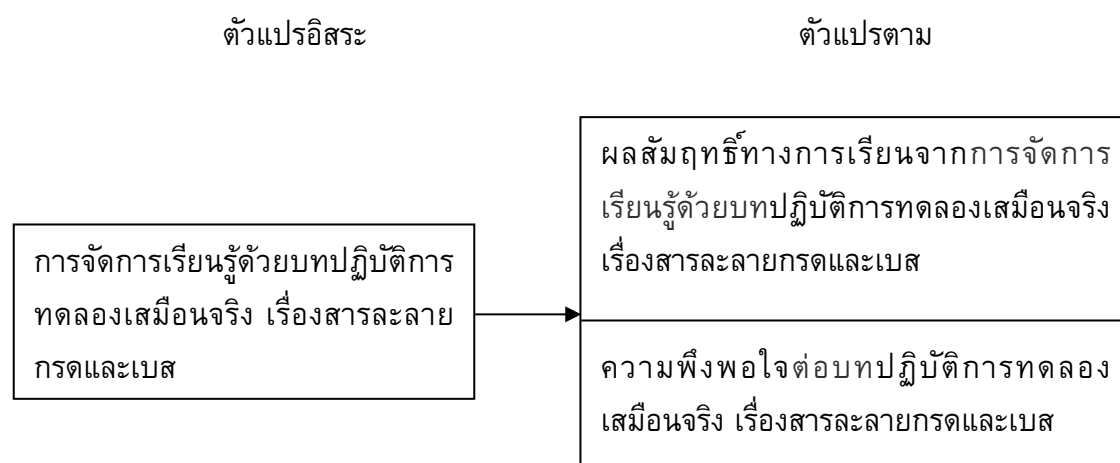 ตัวแปรอิสระ
ตัวแปรตาม
การจัดการเรียนรู้ด้วยบทปฏิบัติการ
ทดลองเสมือนจริง เรื่องสารละลาย
กรดและเบส
ผลสัมฤทธิ์ทางการเรียนจากการจัดการ
เรียนรู้ด้วยบทปฏิบัติการทดลองเสมือนจริง
เรื่องสารละลายกรดและเบส
ความพึงพอใจต่อบทปฏิบัติการทดลอง
เสมือนจริง เรื่องสารละลายกรดและเบส